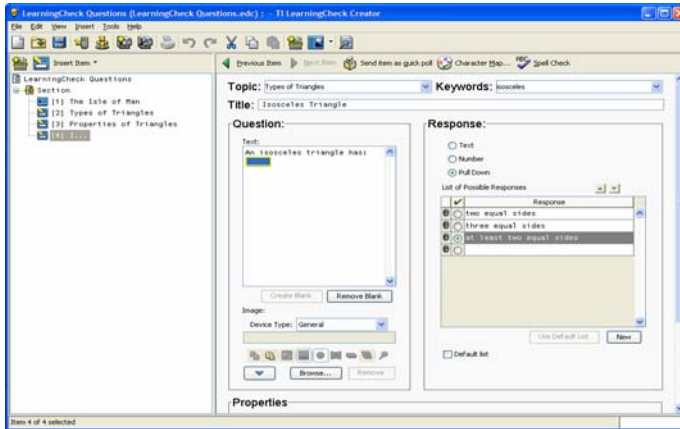 LearningCheck Questions (LearningCheck Questions.edc) : - TI LearningCheck Creator
File Edit View Insert Tools Help
Insert Item
Previous Item Next Item Send item as quick poll Character Map... Spell Check
LearningCheck Questions
Section
[1] The Isle of Man
[2] Types of Triangles
[3] Properties of Triangles
[4] I...
Topic: Types of Triangles Keywords: isosceles
Title: Isosceles Triangle
Question:
Text:
An isosceles triangle has:
Create Blank Remove Blank
Image:
Device Type: General
Browse... Remove
Response:
Text
Number
Pull Down
List of Possible Responses
Response
two equal sides
three equal sides
at least two equal sides
Use Default List New
Default list
Properties
Item 4 of 4 selected